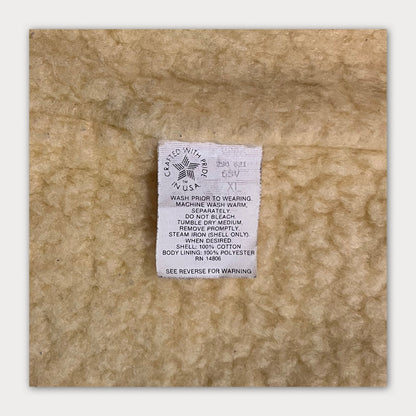 CRAFTED WITH PRIDE
IN U.S.A.
65V
XL
WASH PRIOR TO WEARING.
MACHINE WASH WARM,
SEPARATELY
DO NOT BLEACH.
TUMBLE DRY MEDIUM,
REMOVE PROMPTLY,
STEAM IRON (SHELL ONLY).
WHEN DESIRED
SHELL: 100% COTTON
BODY LINING: 100% POLYESTER
RN 14806
SEE REVERSE FOR WARNING